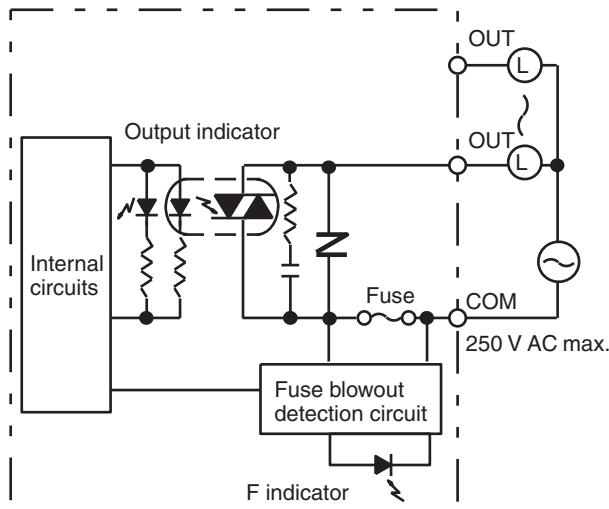 OUT
L
Output indicator
OUT
L
Internal
circuits
Fuse
COM
250 V AC max.
Fuse blowout
detection circuit
F indicator